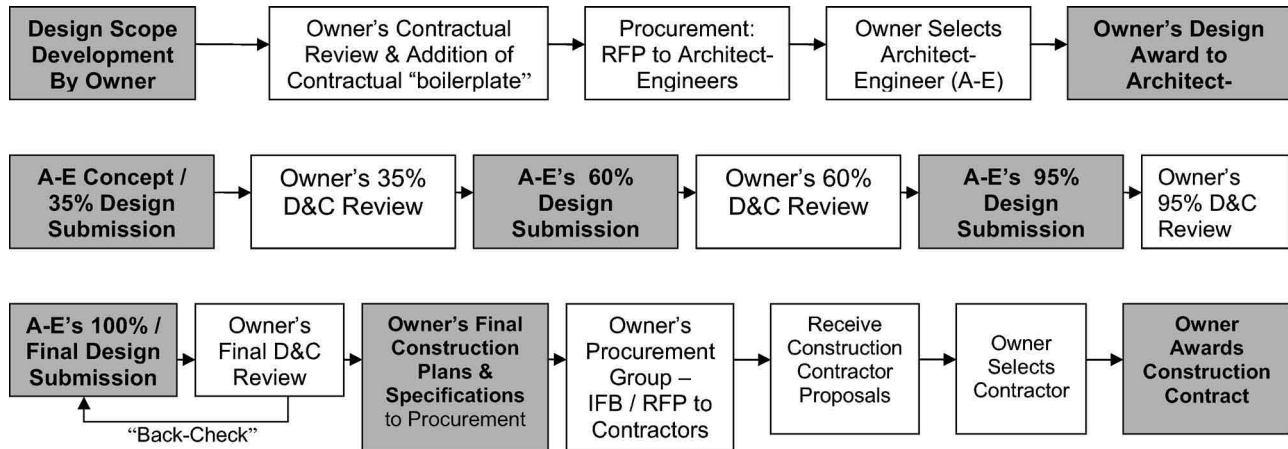 Design Scope
Development
By Owner
Owner's Contractual
Review & Addition of
Contractual "boilerplate"
Procurement:
RFP to Architect-
Engineers
Owner Selects
Architect-
Engineer (A-E)
Owner's Design
Award to
Architect-
A-E Concept /
35% Design
Submission
Owner's 35%
D&C Review
A-E's 60%
Design
Submission
Owner's 60%
D&C Review
A-E's 95%
Design
Submission
Owner's
95% D&C
Review
A-E's 100% /
Final Design
Submission
Owner's
Final D&C
Review
"Back-Check"
Owner's Final
Construction
Plans &
Specifications
to Procurement
Owner's
Procurement
Group –
IFB / RFP to
Contractors
Receive
Construction
Contractor
Proposals
Owner
Selects
Contractor
Owner
Awards
Construction
Contract